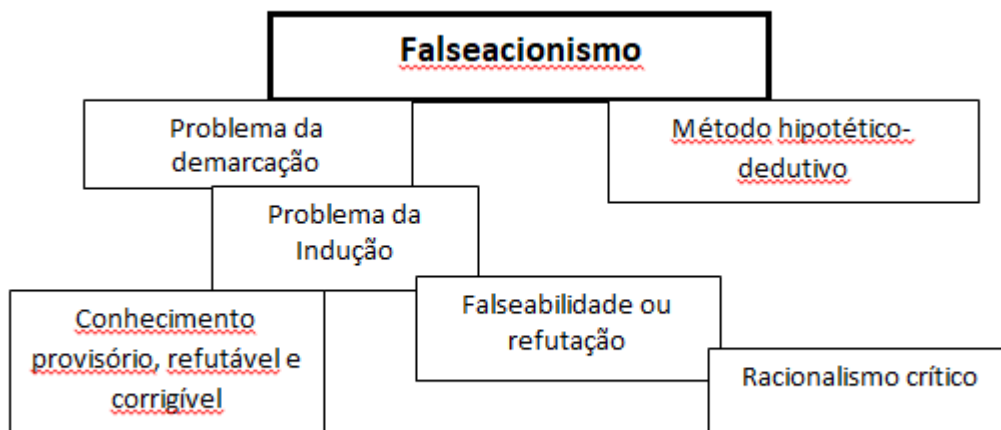 Falseacionismo
Problema da
demarcação
Método hipotético-
dedutivo
Problema da
Indução
Conhecimento
provisório, refutável e
corrigível
Falseabilidade ou
refutação
Racionalismo crítico